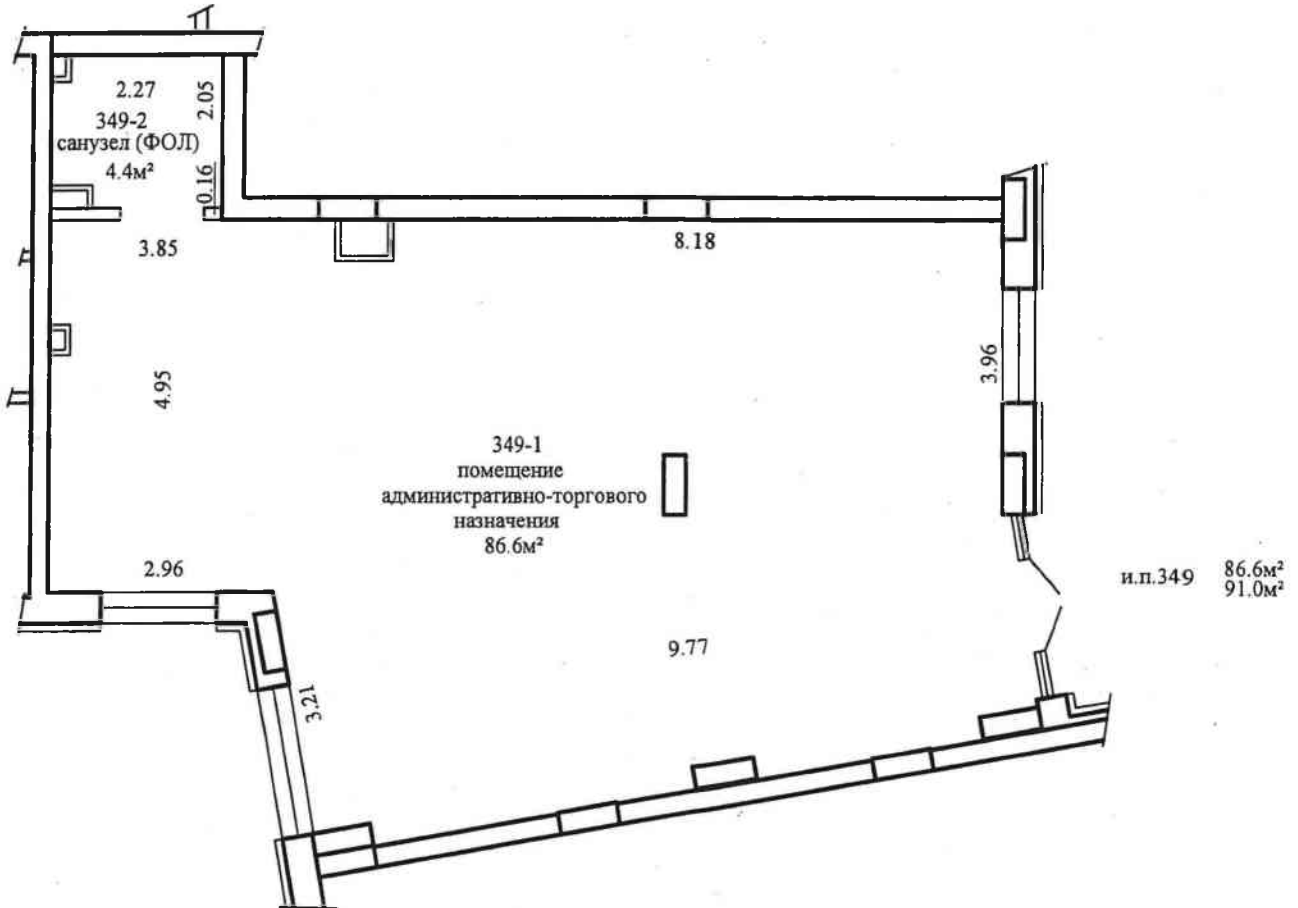 2.27
2.05
349-2
санузел (ФОЛ)
4.4м²
0.16
3.85
8.18
3.96
4.95
349-1
помещение
административно-торгового
назначения
86.6м²
2.96
и.п.349
86.6м²
91.0м²
9.77
3.21